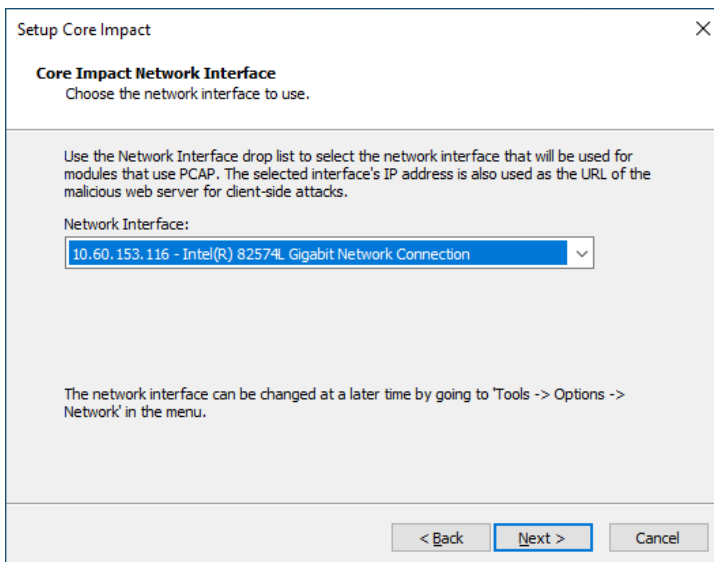 Setup Core Impact
Core Impact Network Interface
Choose the network interface to use.
Use the Network Interface drop list to select the network interface that will be used for
modules that use PCAP. The selected interface's IP address is also used as the URL of the
malicious web server for client-side attacks.
Network Interface:
10.60.153.116 - Intel(R) 82574L Gigabit Network Connection
The network interface can be changed at a later time by going to 'Tools -> Options ->
Network' in the menu.
< Back Next > Cancel